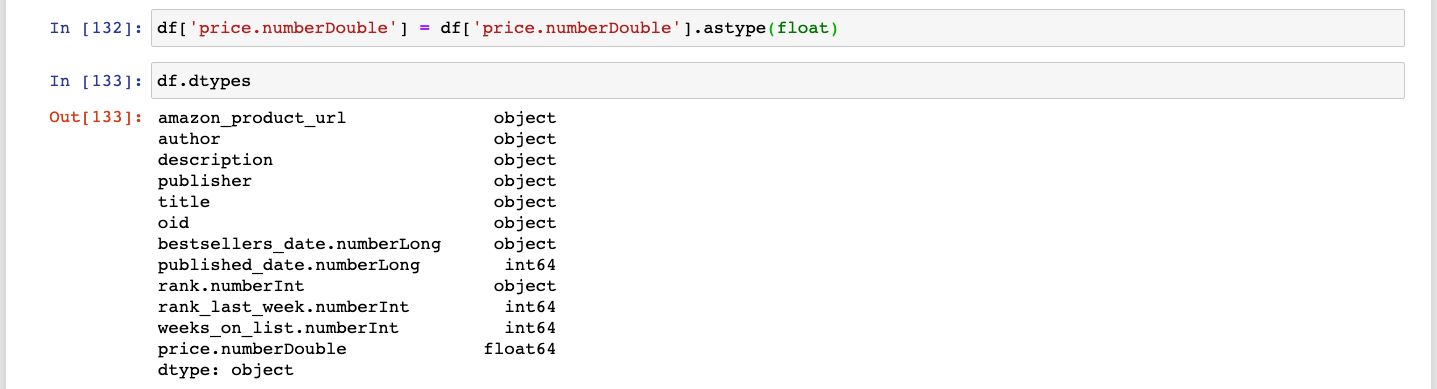 In [132]: df['price.numberDouble'] = df['price.numberDouble'].astype(float)
In [133]: df.dtypes
Out[133]: amazon_product_url object
author object
description object
publisher object
title object
oid object
bestsellers_date.numberLong object
published_date.numberLong int64
rank.numberInt object
rank_last_week.numberInt int64
weeks_on_list.numberInt int64
price.numberDouble float64
dtype: object